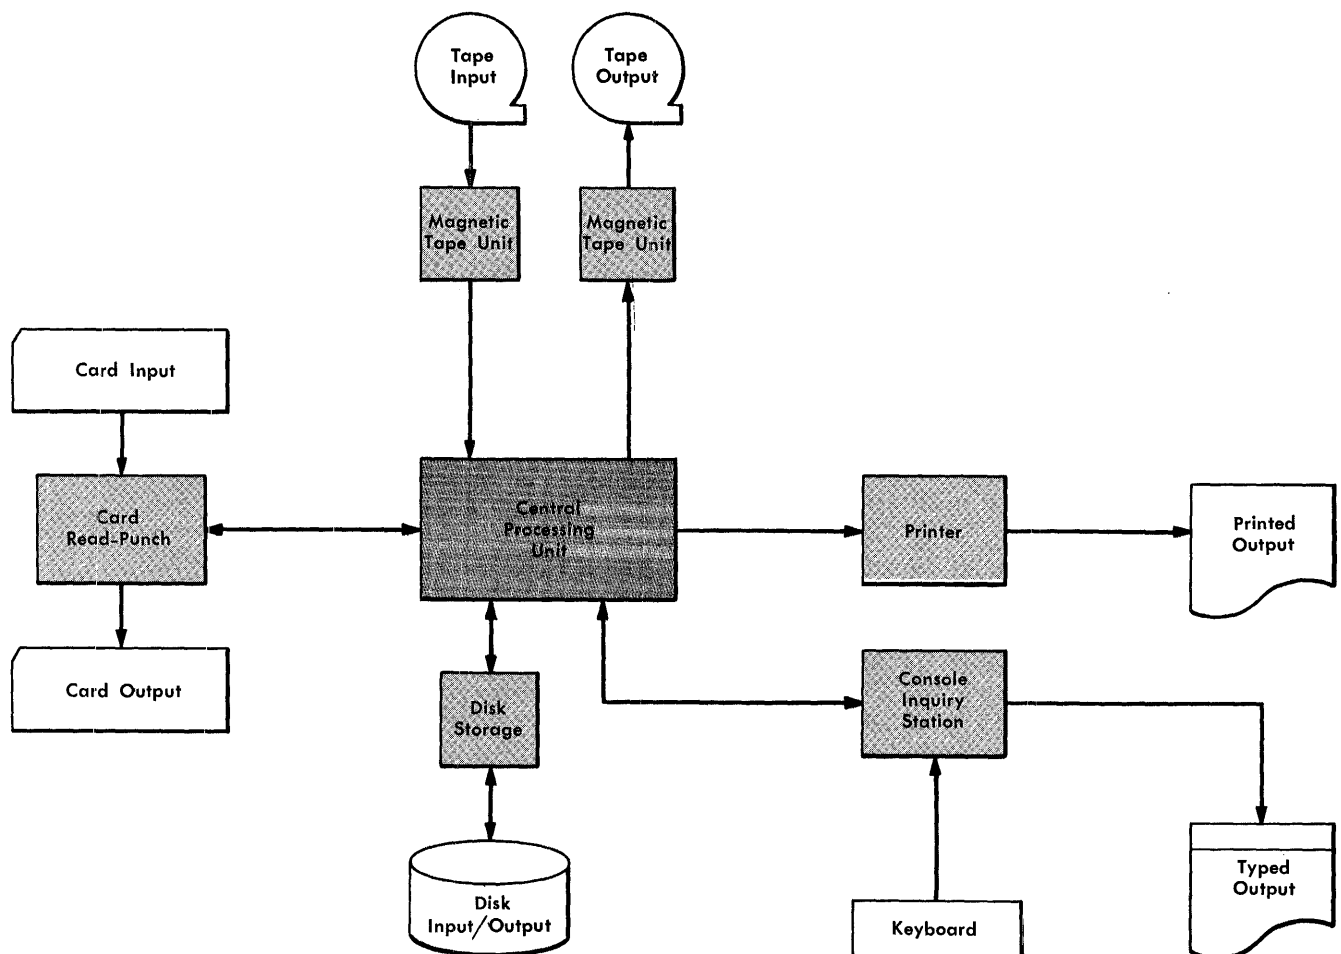 Tape
Input
Tape
Output
Magnetic
Tape Unit
Magnetic
Tape Unit
Card Input
Card
Read-Punch
Central
Processing
Unit
Printer
Printed
Output
Card Output
Disk
Storage
Console
Inquiry
Station
Disk
Input/Output
Keyboard
Typed
Output